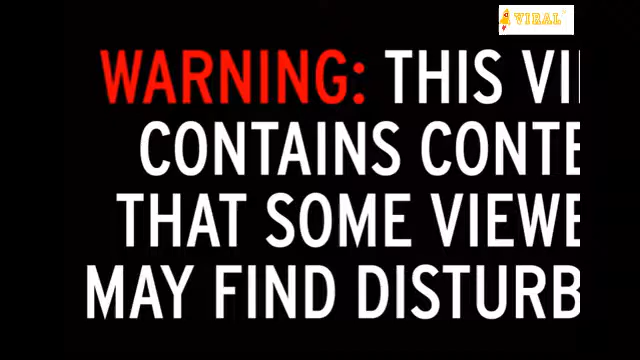 VIRAL
WARNING: THIS VI
CONTAINS CONTE
THAT SOME VIEWE
MAY FIND DISTURB